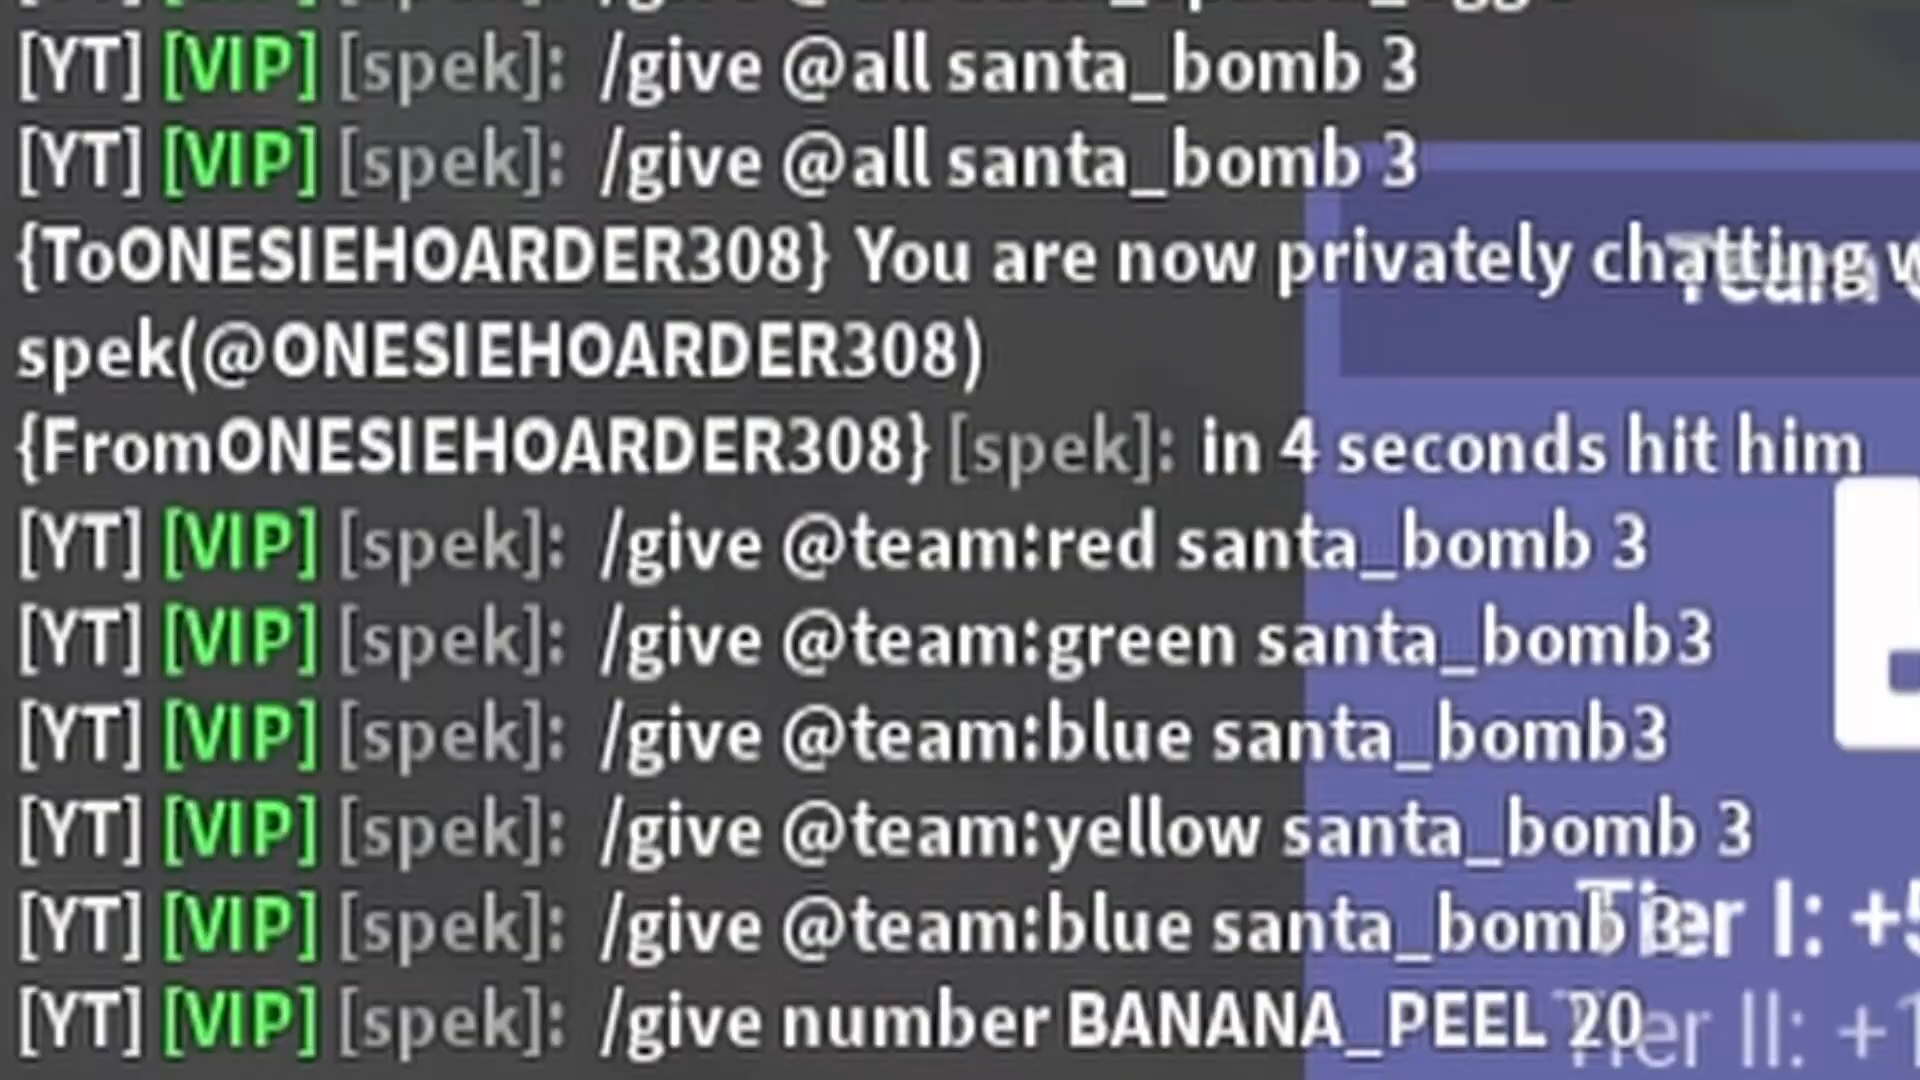 [YT] [VIP] [spek]: /give @all santa_bomb 3
[YT] [VIP] [spek]: /give @all santa_bomb 3
{ToONESIEHOARDER308} You are now privately chatting
spek(@ONESIEHOARDER308)
{FromONESIEHOARDER308} [spek]: in 4 seconds hit him
[YT] [VIP] [spek]: /give @team:red santa_bomb 3
[YT] [VIP] [spek]: /give @team:green santa_bomb3
[YT] [VIP] [spek]: /give @team:blue santa_bomb3
[YT] [VIP] [spek]: /give @team:yellow santa_bomb 3
[YT] [VIP] [spek]: /give @team:blue santa_bomb 3
[YT] [VIP] [spek]: /give number BANANA_PEEL 20
Team
Tier I: +5
Tier II: +1